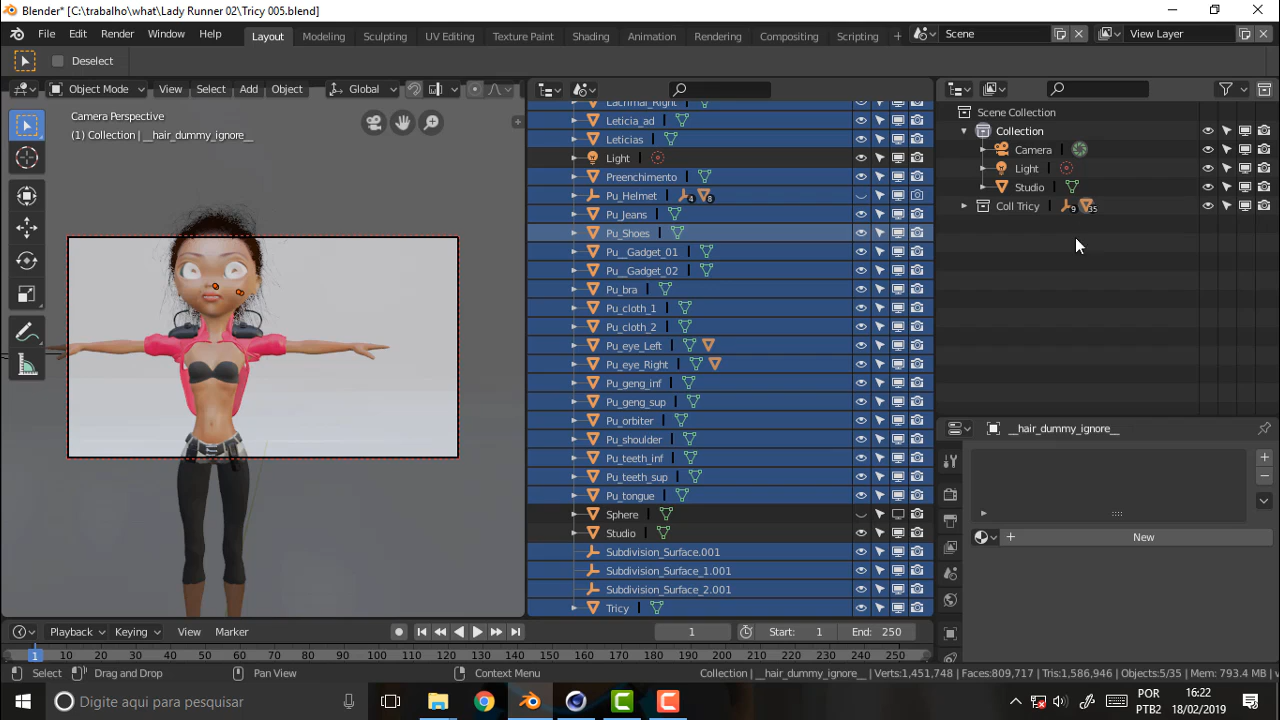 Blender* [C:\trabalho\what\Lady Runner 02\Tricy 005.blend]
File Edit Render Window Help Layout Modeling Sculpting UV Editing Texture Paint Shading Animation Rendering Compositing Scripting + Scene View Layer
Deselect
Object Mode View Select Add Object Global
Camera Perspective
(1) Collection | __hair_dummy_ignore__
Lachrimal_Right
Leticia_ad
Leticias
Light
Preenchimento
Pu_Helmet 4 8
Pu_Jeans
Pu_Shoes
Pu__Gadget_01
Pu__Gadget_02
Pu_bra
Pu_cloth_1
Pu_cloth_2
Pu_eye_Left
Pu_eye_Right
Pu_geng_inf
Pu_geng_sup
Pu_orbiter
Pu_shoulder
Pu_teeth_inf
Pu_teeth_sup
Pu_tongue
Sphere
Studio
Subdivision_Surface.001
Subdivision_Surface_1.001
Subdivision_Surface_2.001
Tricy
Scene Collection
Collection
Camera
Light
Studio
Coll Tricy 9 35
__hair_dummy_ignore__
+ New
Playback Keying View Marker 1 Start: 1 End: 250
1 10 20 30 40 50 60 70 80 90 100 110 120 130 140 150 160 170 180 190 200 210 220 230 240 250
Select Drag and Drop Pan View Context Menu Collection | __hair_dummy_ignore__ | Verts:1,451,748 | Faces:809,717 | Tris:1,586,946 | Objects:5/35 | Mem: 793.4 MB
Digite aqui para pesquisar POR 16:22
PTB2 18/02/2019